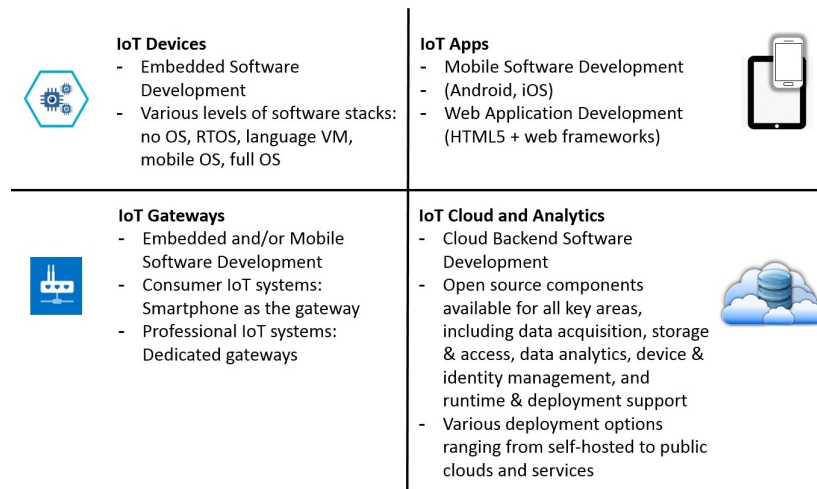 IoT Devices
- Embedded Software
Development
- Various levels of software stacks:
no OS, RTOS, language VM,
mobile OS, full OS
IoT Apps
- Mobile Software Development
- (Android, iOS)
- Web Application Development
(HTML5 + web frameworks)
IoT Gateways
- Embedded and/or Mobile
Software Development
- Consumer IoT systems:
Smartphone as the gateway
- Professional IoT systems:
Dedicated gateways
IoT Cloud and Analytics
- Cloud Backend Software
Development
- Open source components
available for all key areas,
including data acquisition, storage
& access, data analytics, device &
identity management, and
runtime & deployment support
- Various deployment options
ranging from self-hosted to public
clouds and services